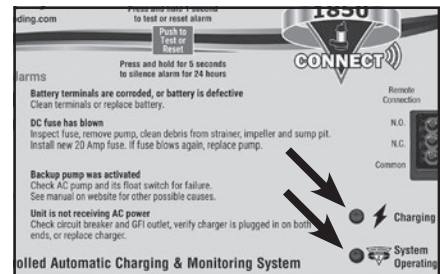 Press and hold 1 second
oding.com
to test or reset alarm
1850
CONNECT
Push to
Test or
Reset
Press and hold for 5 seconds
to silence alarm for 24 hours
larms
Battery terminals are corroded, or battery is defective
Clean terminals or replace battery.
Remote
Connection
DC fuse has blown
Inspect fuse, remove pump, clean debris from strainer, impeller and sump pit.
Install new 20 Amp fuse. If fuse blows again, replace pump.
N.O.
N.C.
Common
Backup pump was activated
Check AC pump and its float switch for failure.
See manual on website for other possible causes.
Unit is not receiving AC power
Check circuit breaker and GFI outlet, verify charger is plugged in on both
ends, or replace charger.
Charging
System
Operating
olled Automatic Charging & Monitoring System